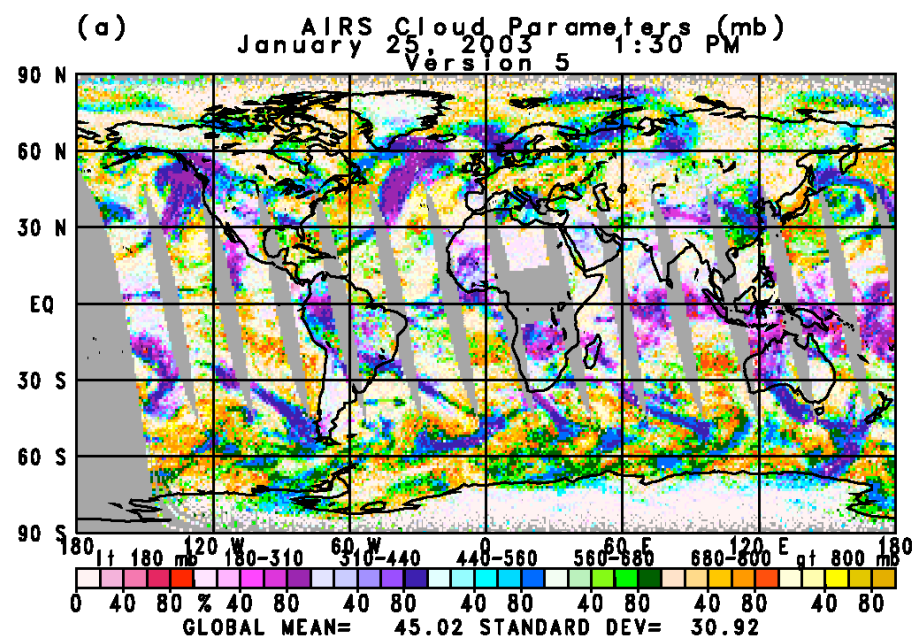 (a) AIRS Cloud Parameters (mb)
January 25, 2003 1:30 PM
Version 5
90 N
60 N
30 N
EQ
30 S
60 S
90 S
180 120 W 60 W 0 60 E 120 E 180
lt 180 mb 180-310 310-440 440-560 560-680 680-800 gt 800 mb
0 40 80 % 40 80 40 80 40 80 40 80 40 80 40 80
GLOBAL MEAN= 45.02 STANDARD DEV= 30.92